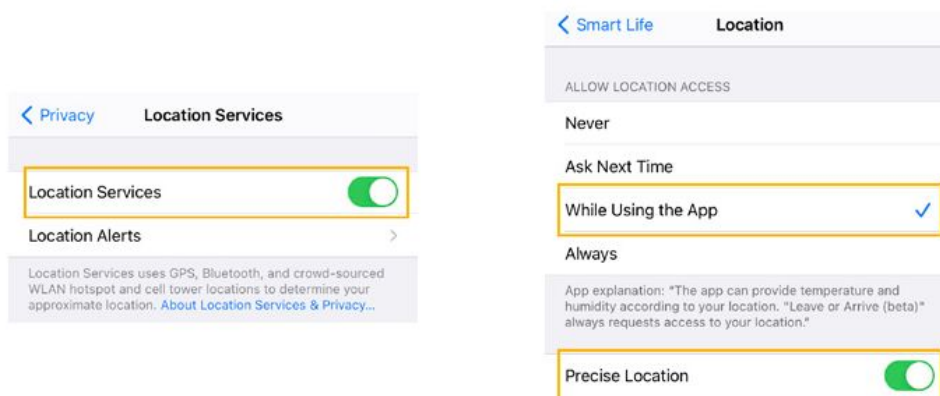 Privacy
Location Services
Location Services
Location Alerts
Location Services uses GPS, Bluetooth, and crowd-sourced
WLAN hotspot and cell tower locations to determine your
approximate location. About Location Services & Privacy...
Smart Life
Location
ALLOW LOCATION ACCESS
Never
Ask Next Time
While Using the App
Always
App explanation: "The app can provide temperature and
humidity according to your location. "Leave or Arrive (beta)"
always requests access to your location."
Precise Location